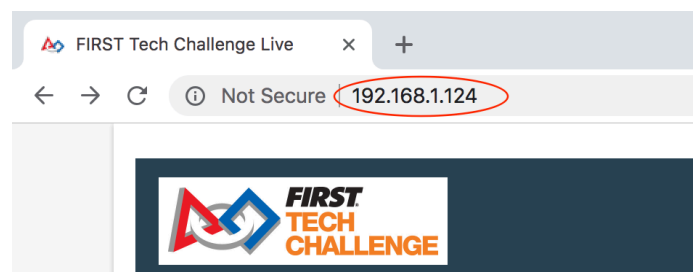 FIRST Tech Challenge Live
Not Secure 192.168.1.124
FIRST
TECH
CHALLENGE